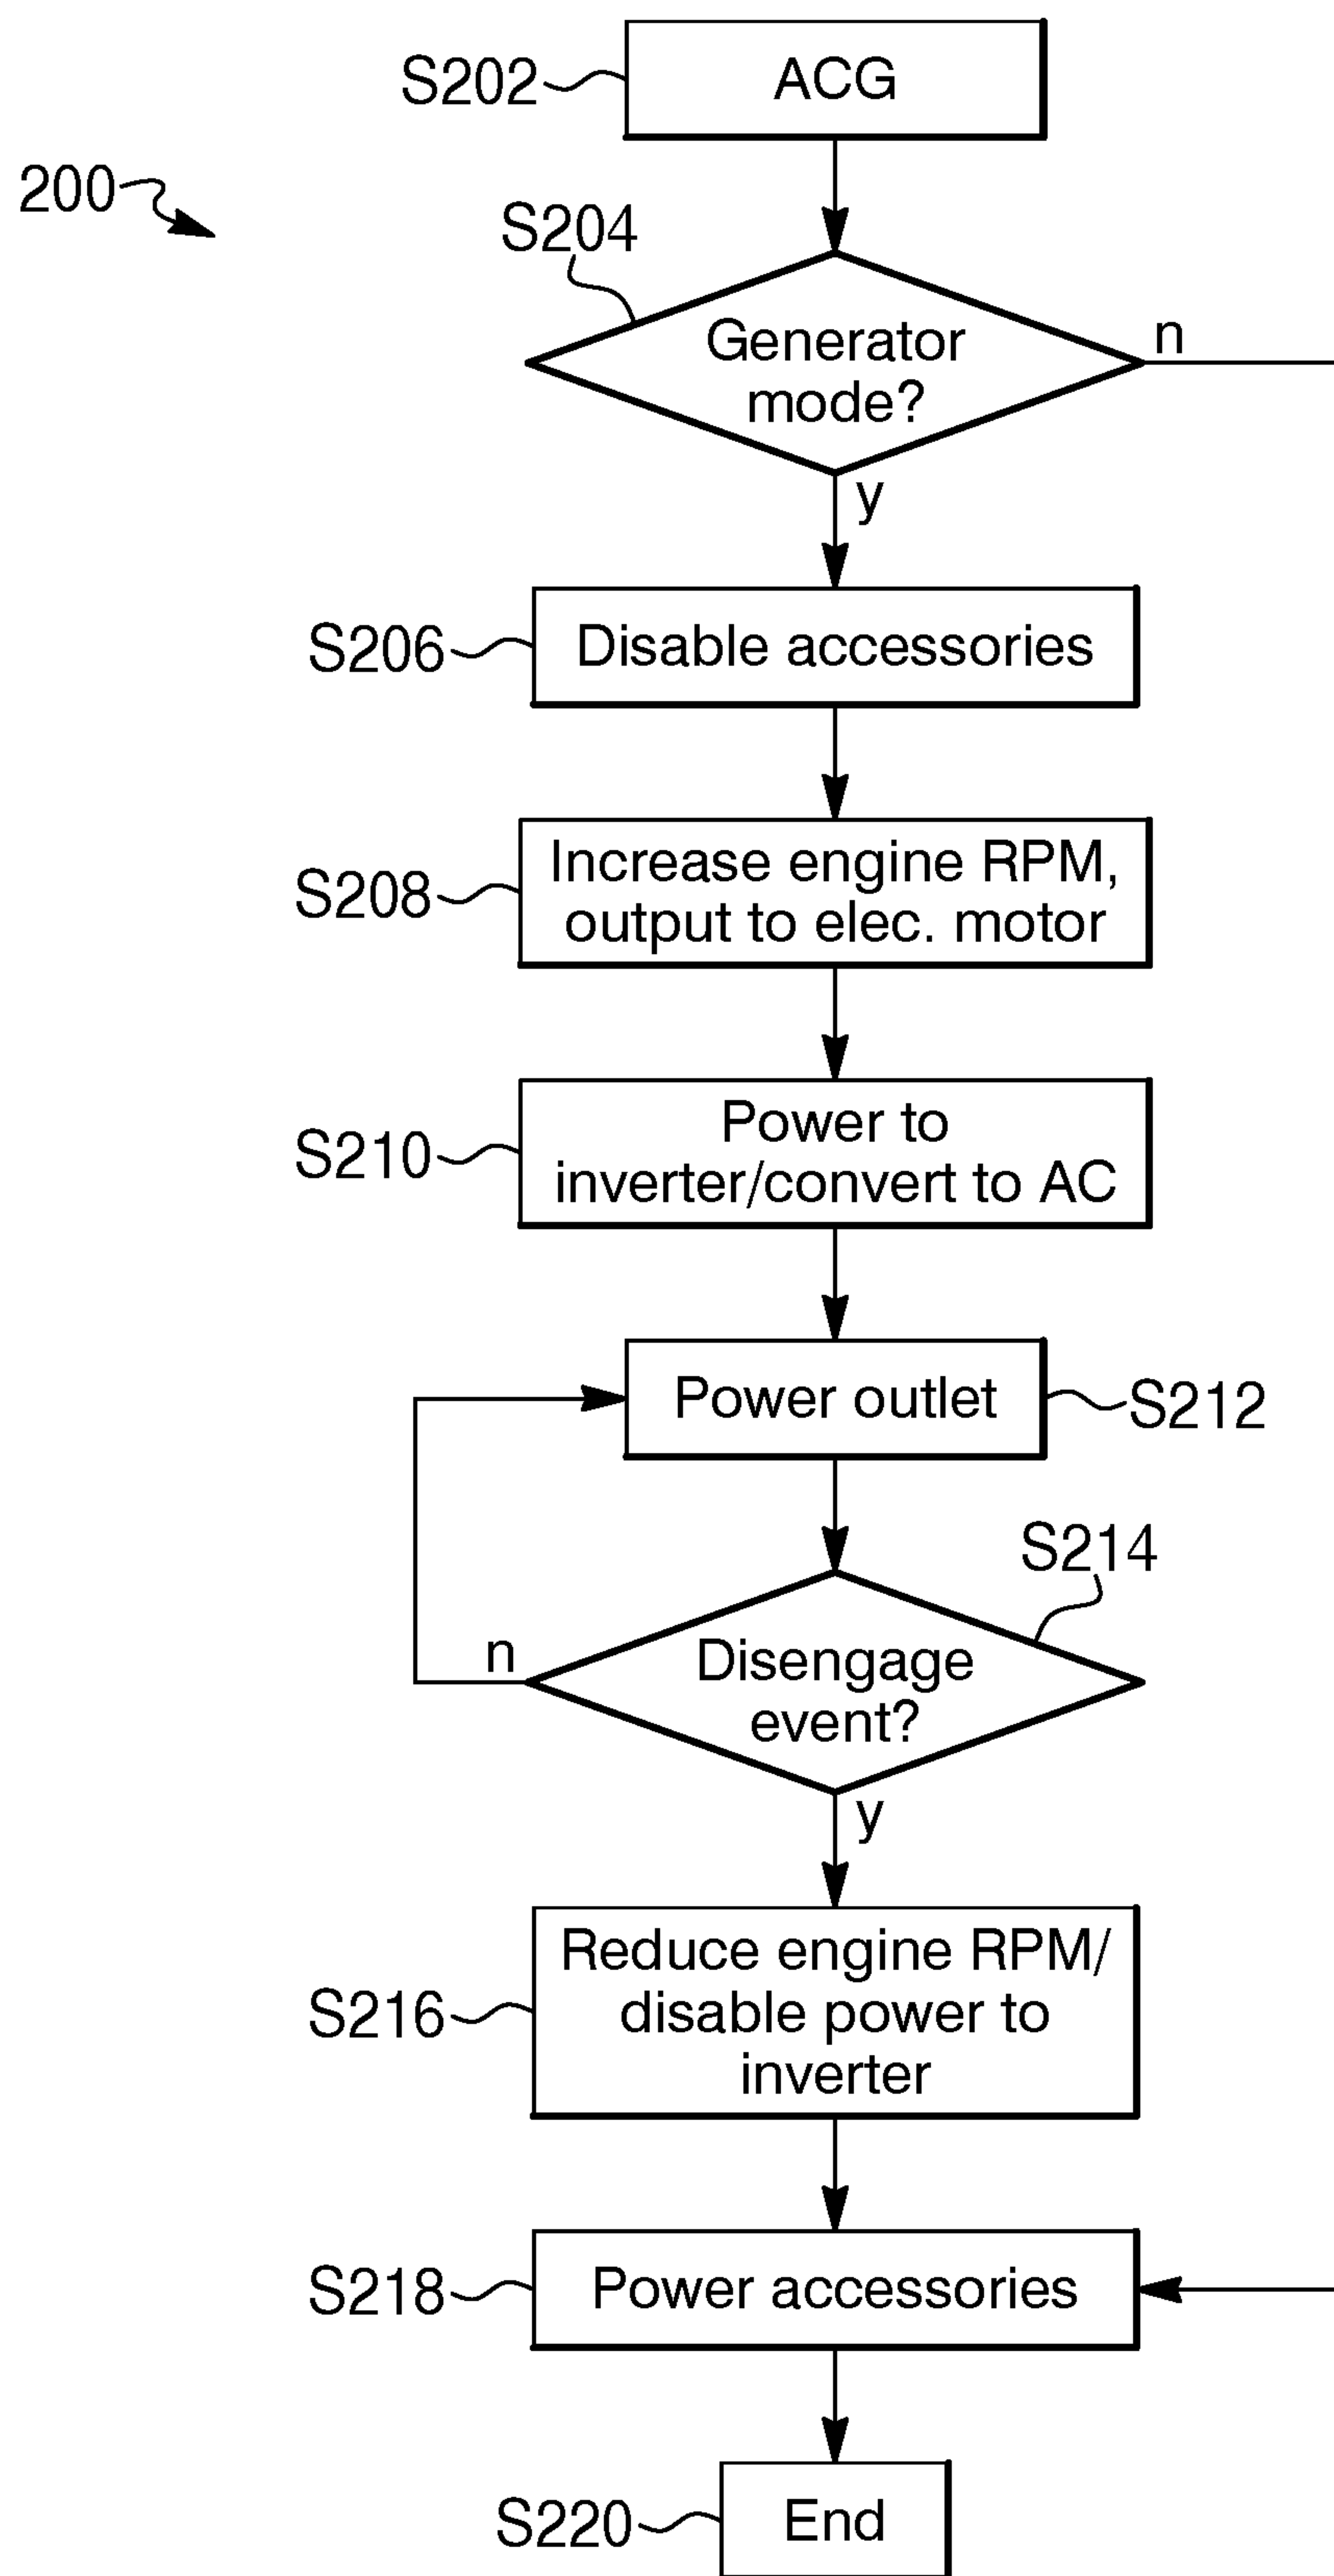 S202
ACG
200
S204
Generator
mode?
n
y
S206
Disable accessories
S208
Increase engine RPM,
output to elec. motor
S210
Power to
inverter/convert to AC
Power outlet
S212
S214
Disengage
event?
n
y
S216
Reduce engine RPM/
disable power to
inverter
S218
Power accessories
S220
End